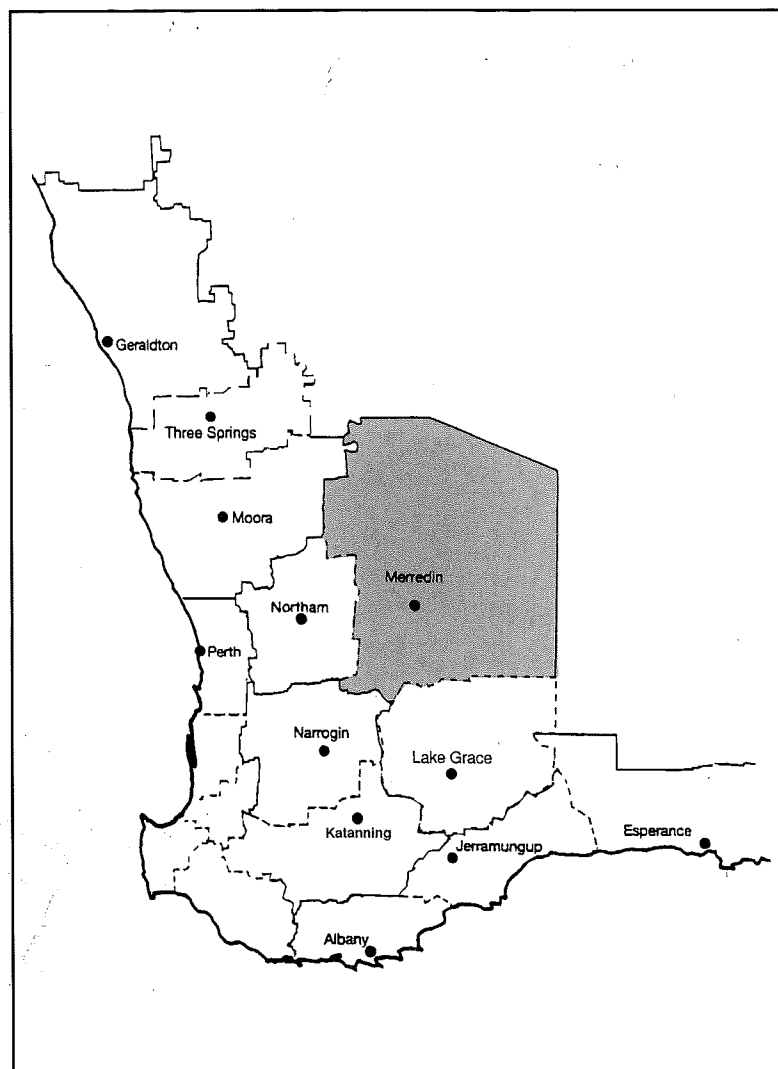 Geraldton
Three Springs
Moora
Merredin
Northam
Perth
Narrogin
Lake Grace
Katanning
Esperance
Jerramungup
Albany